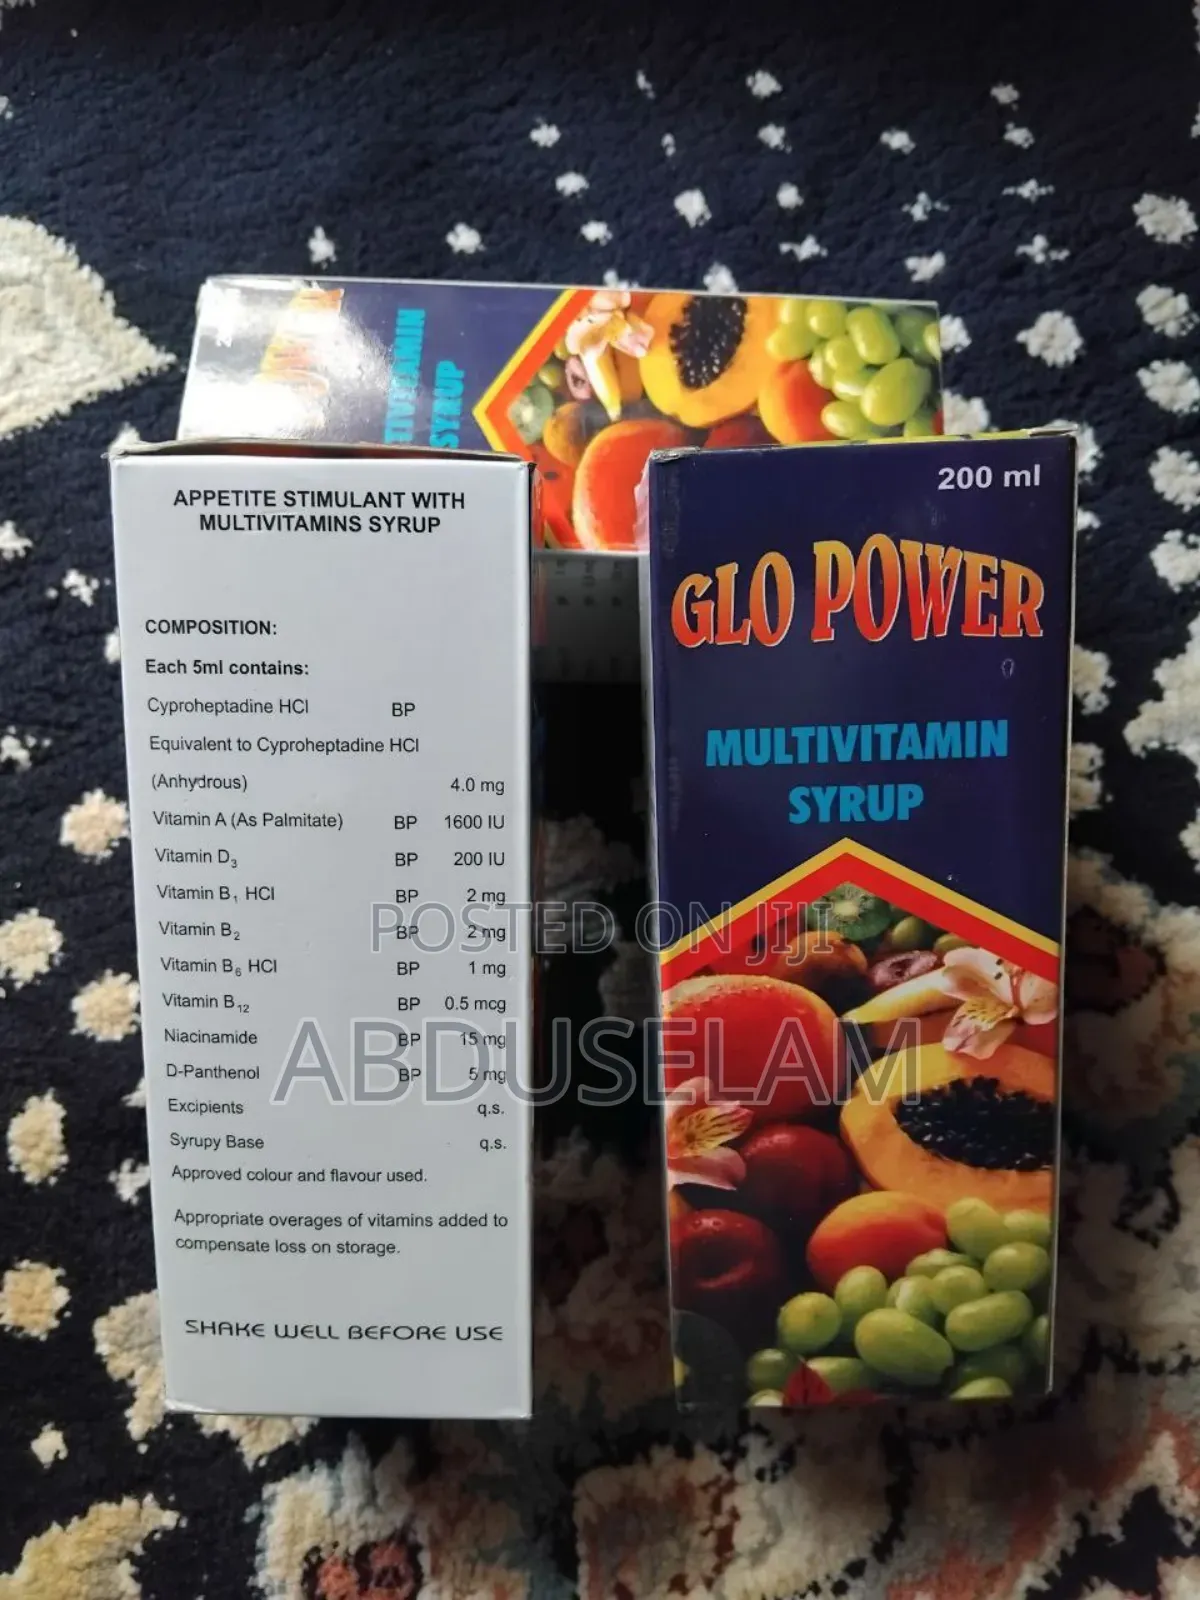 TIVITAMIN
SYRUP
APPETITE STIMULANT WITH
MULTIVITAMINS SYRUP
COMPOSITION:
Each 5ml contains:
Cyproheptadine HCl BP
Equivalent to Cyproheptadine HCl
(Anhydrous) 4.0 mg
Vitamin A (As Palmitate) BP 1600 IU
Vitamin D3 BP 200 IU
Vitamin B1 HCl BP 2 mg
Vitamin B2 BP 2 mg
Vitamin B6 HCl BP 1 mg
Vitamin B12 BP 0.5 mcg
Niacinamide BP 15 mg
D-Panthenol BP 5 mg
Excipients q.s.
Syrupy Base q.s.
Approved colour and flavour used.
Appropriate overages of vitamins added to
compensate loss on storage.
SHAKE WELL BEFORE USE
200 ml
GLO POWER
MULTIVITAMIN
SYRUP
POSTED ON JIJI
ABDUSELAM